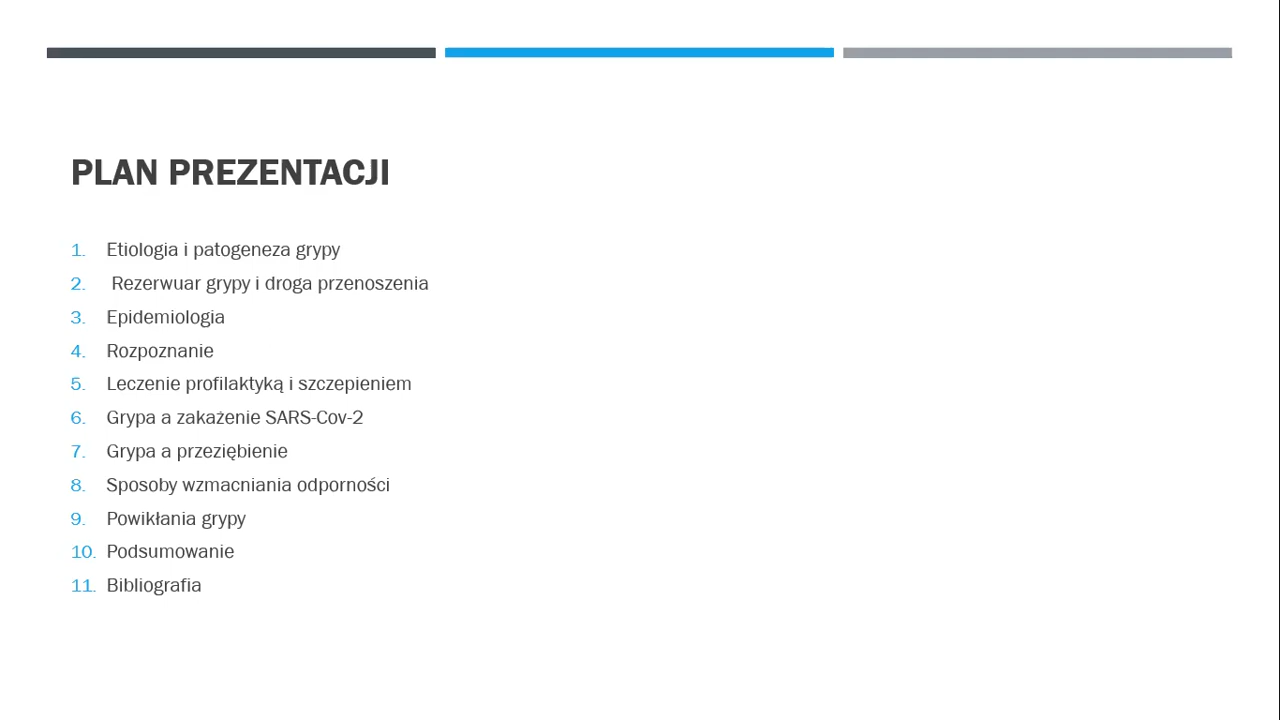 PLAN PREZENTACJI
1. Etiologia i patogeneza grypy
2. Rezerwuar grypy i droga przenoszenia
3. Epidemiologia
4. Rozpoznanie
5. Leczenie profilaktyką i szczepieniem
6. Grypa a zakażenie SARS-Cov-2
7. Grypa a przeziębienie
8. Sposoby wzmacniania odporności
9. Powikłania grypy
10. Podsumowanie
11. Bibliografia